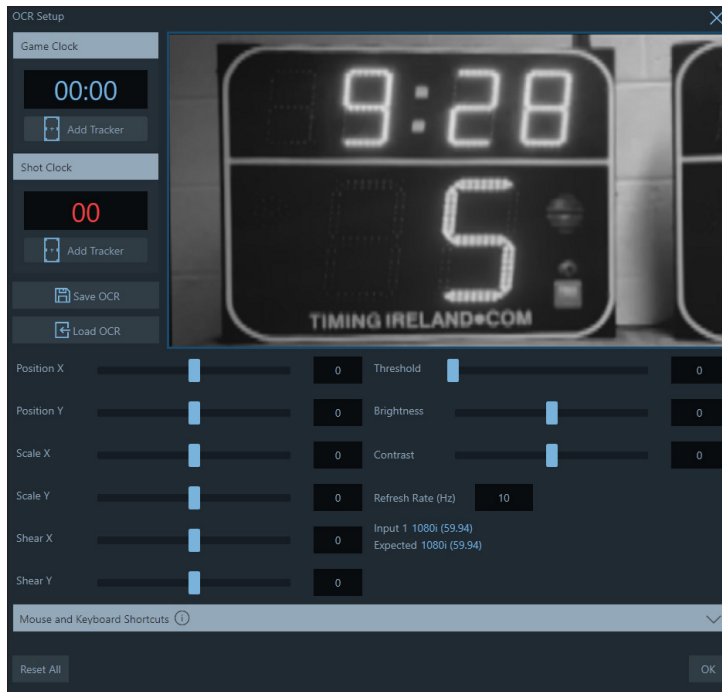 OCR Setup
Game Clock
00:00
Add Tracker
Shot Clock
00
Add Tracker
Save OCR
Load OCR
9:28
5
TIMING IRELAND•COM
Position X 0
Threshold 0
Position Y 0
Brightness 0
Scale X 0
Contrast 0
Scale Y 0
Refresh Rate (Hz) 10
Shear X 0
Input 1 1080i (59.94)
Expected 1080i (59.94)
Shear Y 0
Mouse and Keyboard Shortcuts
Reset All
OK